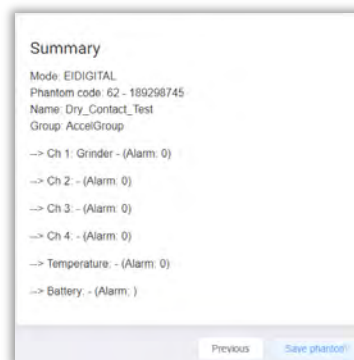 Summary
Mode: EIDIGITAL
Phantom code: 62 - 189298745
Name: Dry_Contact_Test
Group: AccelGroup
--> Ch 1: Grinder - (Alarm: 0)
--> Ch 2: - (Alarm: 0)
--> Ch 3: - (Alarm: 0)
--> Ch 4: - (Alarm: 0)
--> Temperature: - (Alarm: 0)
--> Battery: - (Alarm: )
Previous Save phantom